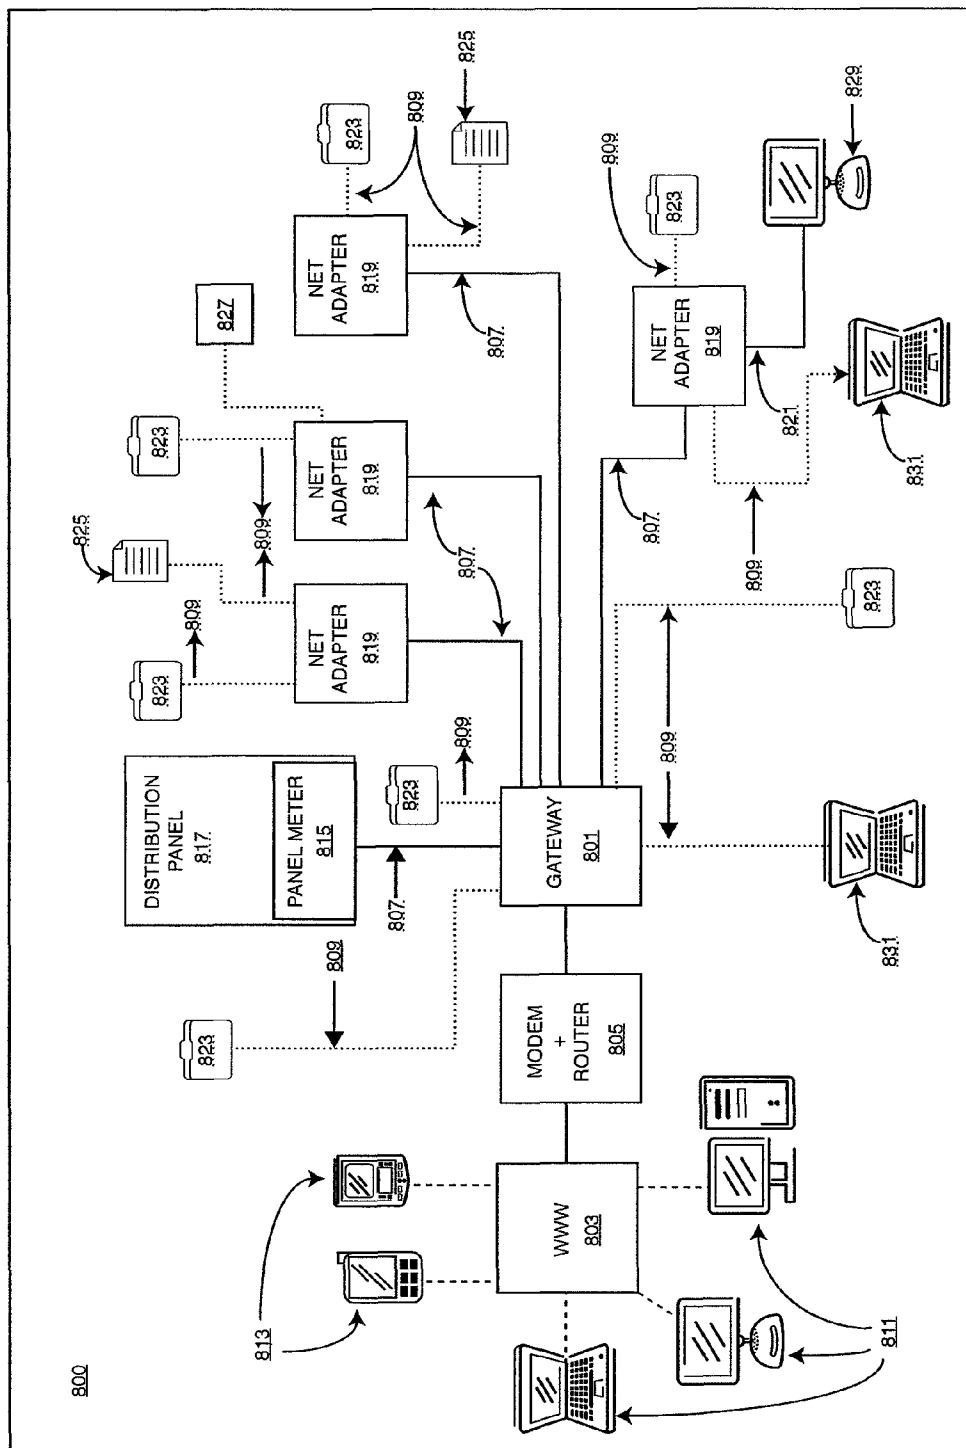 800
825
823
809
823
DISTRIBUTION
PANEL
817
823
827
813
809
PANEL METER
815
NET
ADAPTER
819
NET
ADAPTER
819
NET
ADAPTER
819
809
823
807
823
809
809
807
825
807
WWW
803
MODEM
+
ROUTER
805
GATEWAY
801
809
807
823
NET
ADAPTER
819
809
809
821
829
823
811
831
831